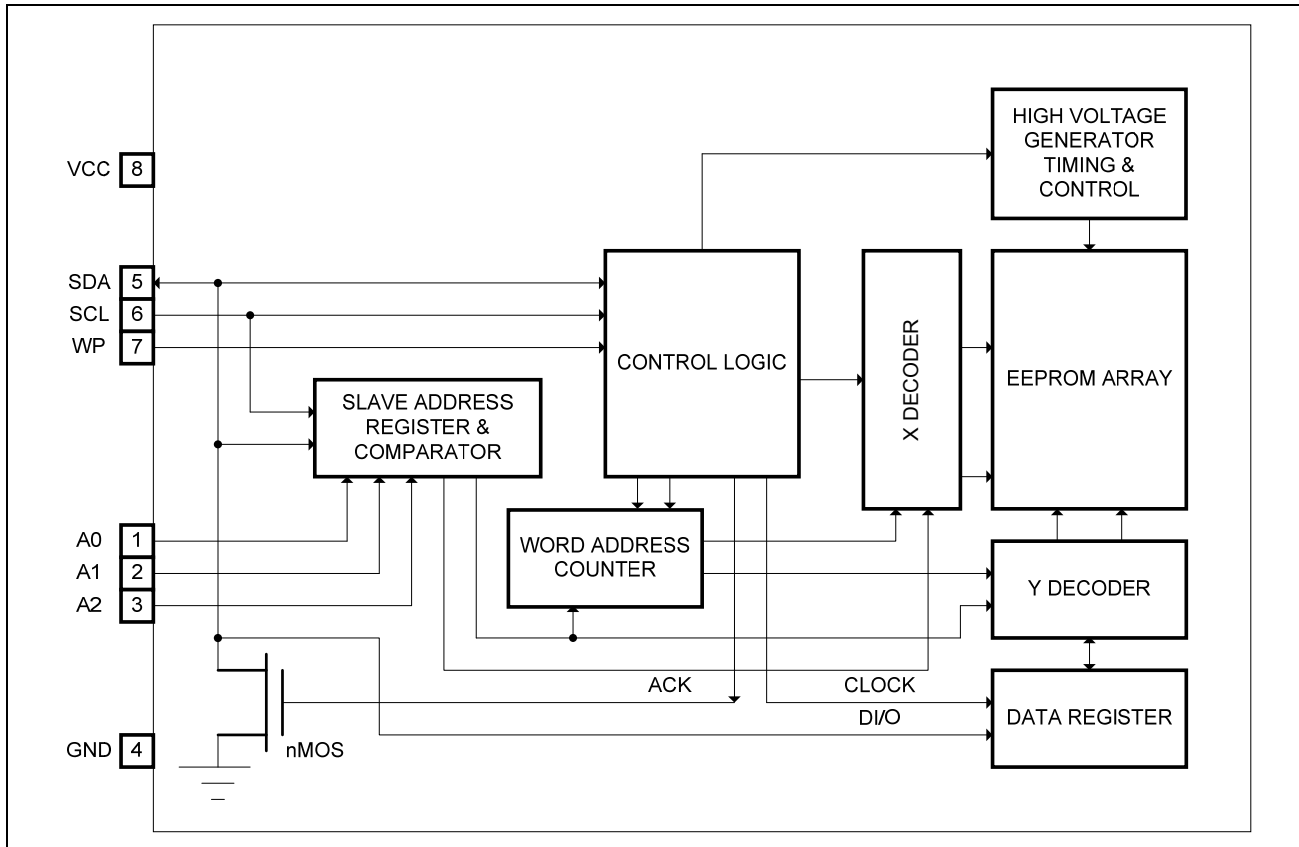 HIGH VOLTAGE
GENERATOR
TIMING &
CONTROL
VCC 8
SDA 5
SCL 6
WP 7
CONTROL LOGIC
X DECODER
EEPROM ARRAY
SLAVE ADDRESS
REGISTER &
COMPARATOR
A0 1
A1 2
A2 3
WORD ADDRESS
COUNTER
Y DECODER
ACK
CLOCK
DI/O
DATA REGISTER
GND 4
nMOS